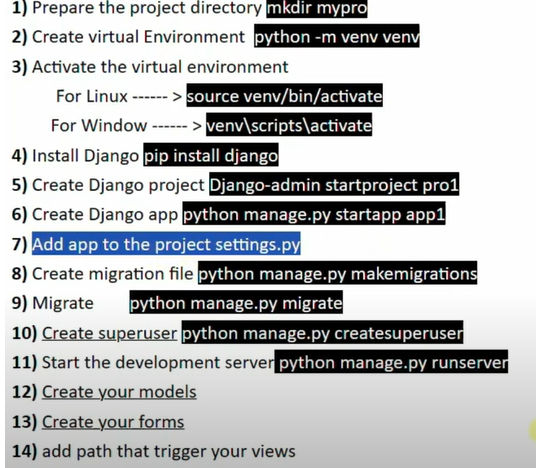 1) Prepare the project directory mkdir mypro
2) Create virtual Environment python -m venv venv
3) Activate the virtual environment
For Linux ------ > source venv/bin/activate
For Window ------ > venv\scripts\activate
4) Install Django pip install django
5) Create Django project Django-admin startproject pro1
6) Create Django app python manage.py startapp app1
7) Add app to the project settings.py
8) Create migration file python manage.py makemigrations
9) Migrate python manage.py migrate
10) Create superuser python manage.py createsuperuser
11) Start the development server python manage.py runserver
12) Create your models
13) Create your forms
14) add path that trigger your views